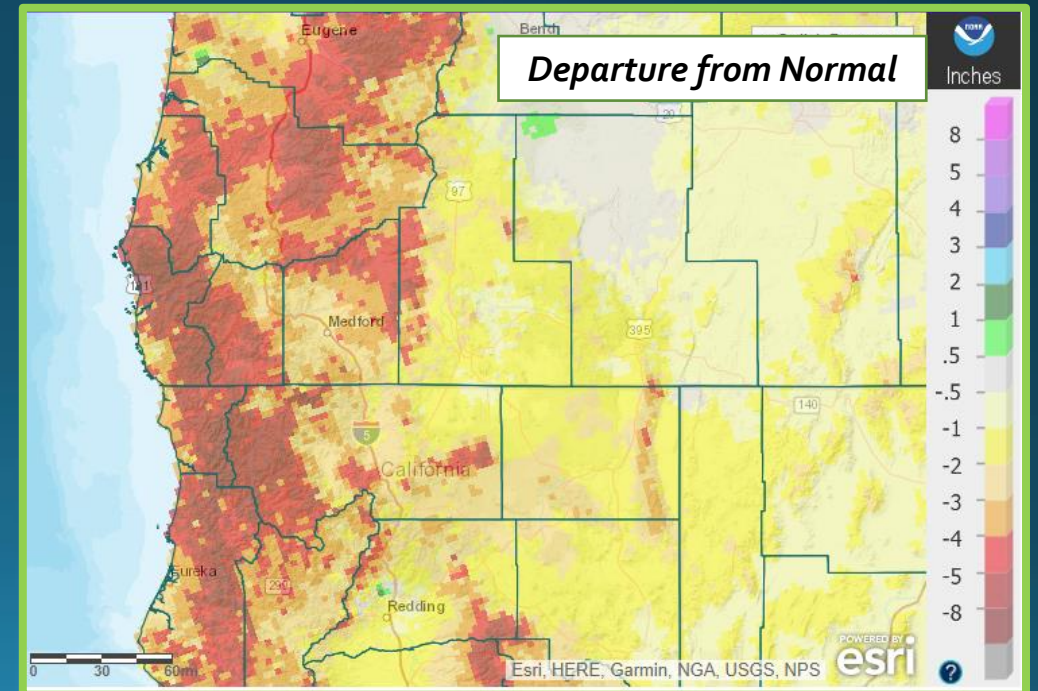 Eugene
Bend
Departure from Normal
NOAA
Inches
20
8
5
4
3
2
1
.5
-.5
-1
-2
-3
-4
-5
-8
97
101
Medford
395
140
5
California
Eureka
299
Redding
0 30 60mi
Esri, HERE, Garmin, NGA, USGS, NPS
POWERED BY
esri
?